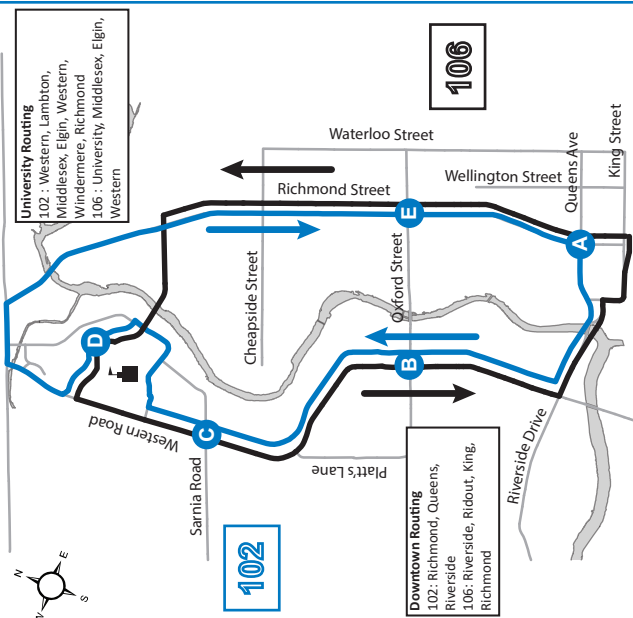 University Routing
102 : Western, Lambton,
Middlesex, Elgin, Western,
Windermere, Richmond
106 : University, Middlesex, Elgin,
Western
106
Waterloo Street
Richmond Street
Wellington Street
Queens Ave
King Street
Cheapside Street
Oxford Street
A
E
D
B
C
Western Road
Sarnia Road
Platt's Lane
Riverside Drive
102
Downtown Routing
102: Richmond, Queens,
Riverside
106: Riverside, Ridout, King,
Richmond
N
E
S